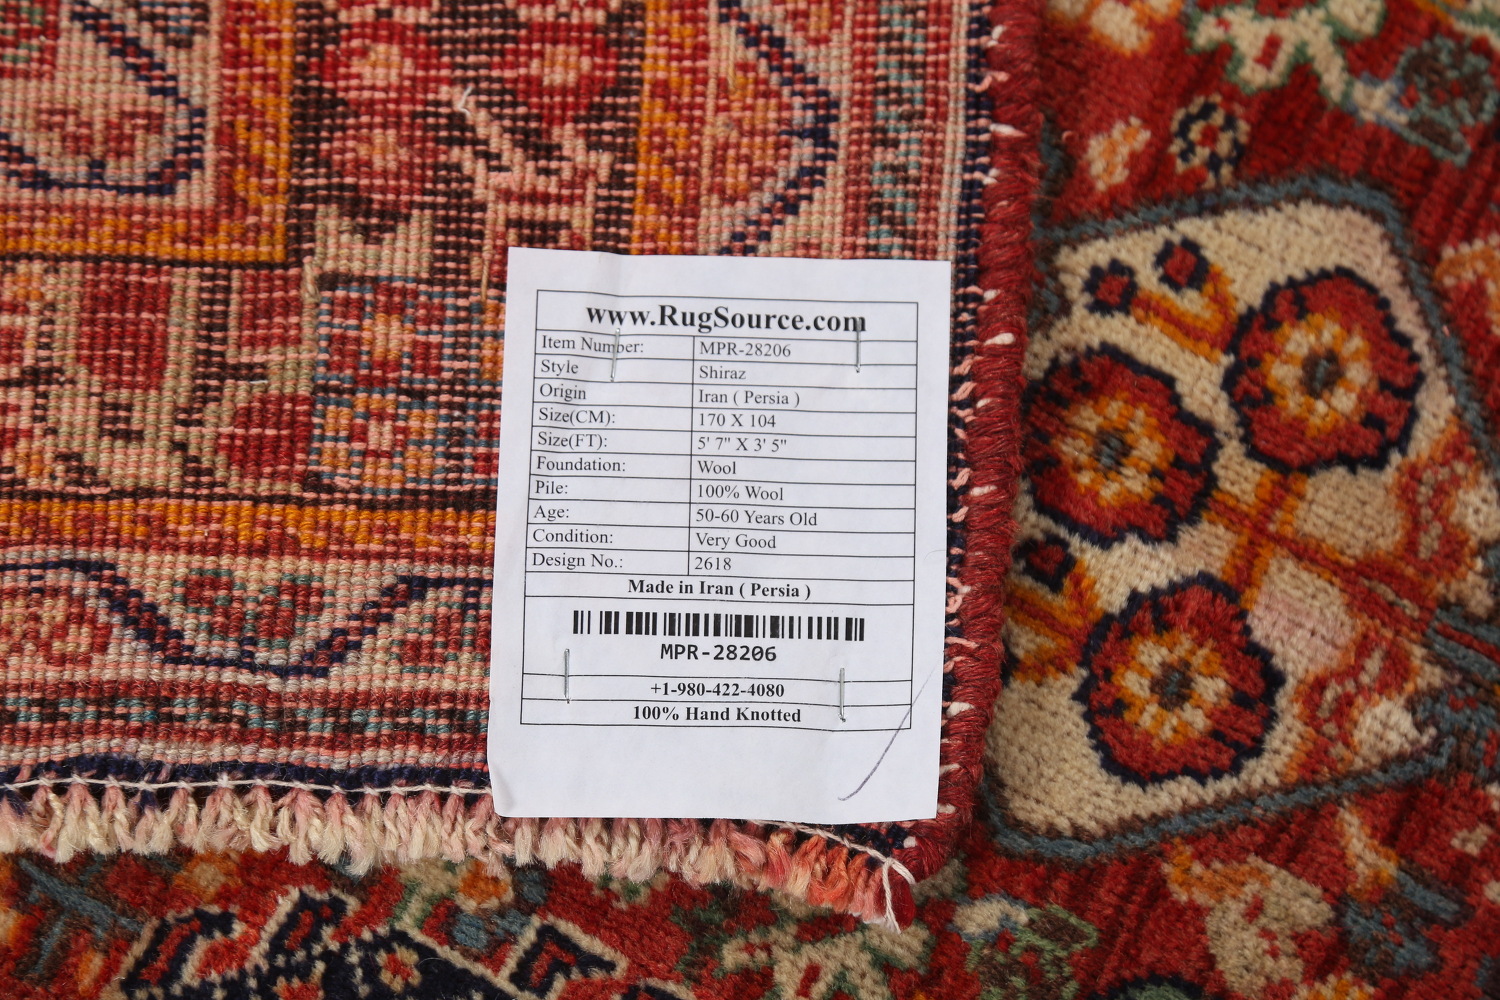 www.RugSource.com
Item Number: MPR-28206
Style Shiraz
Origin Iran ( Persia )
Size(CM): 170 X 104
Size(FT): 5' 7" X 3' 5"
Foundation: Wool
Pile: 100% Wool
Age: 50-60 Years Old
Condition: Very Good
Design No.: 2618
Made in Iran ( Persia )
MPR-28206
+1-980-422-4080
100% Hand Knotted